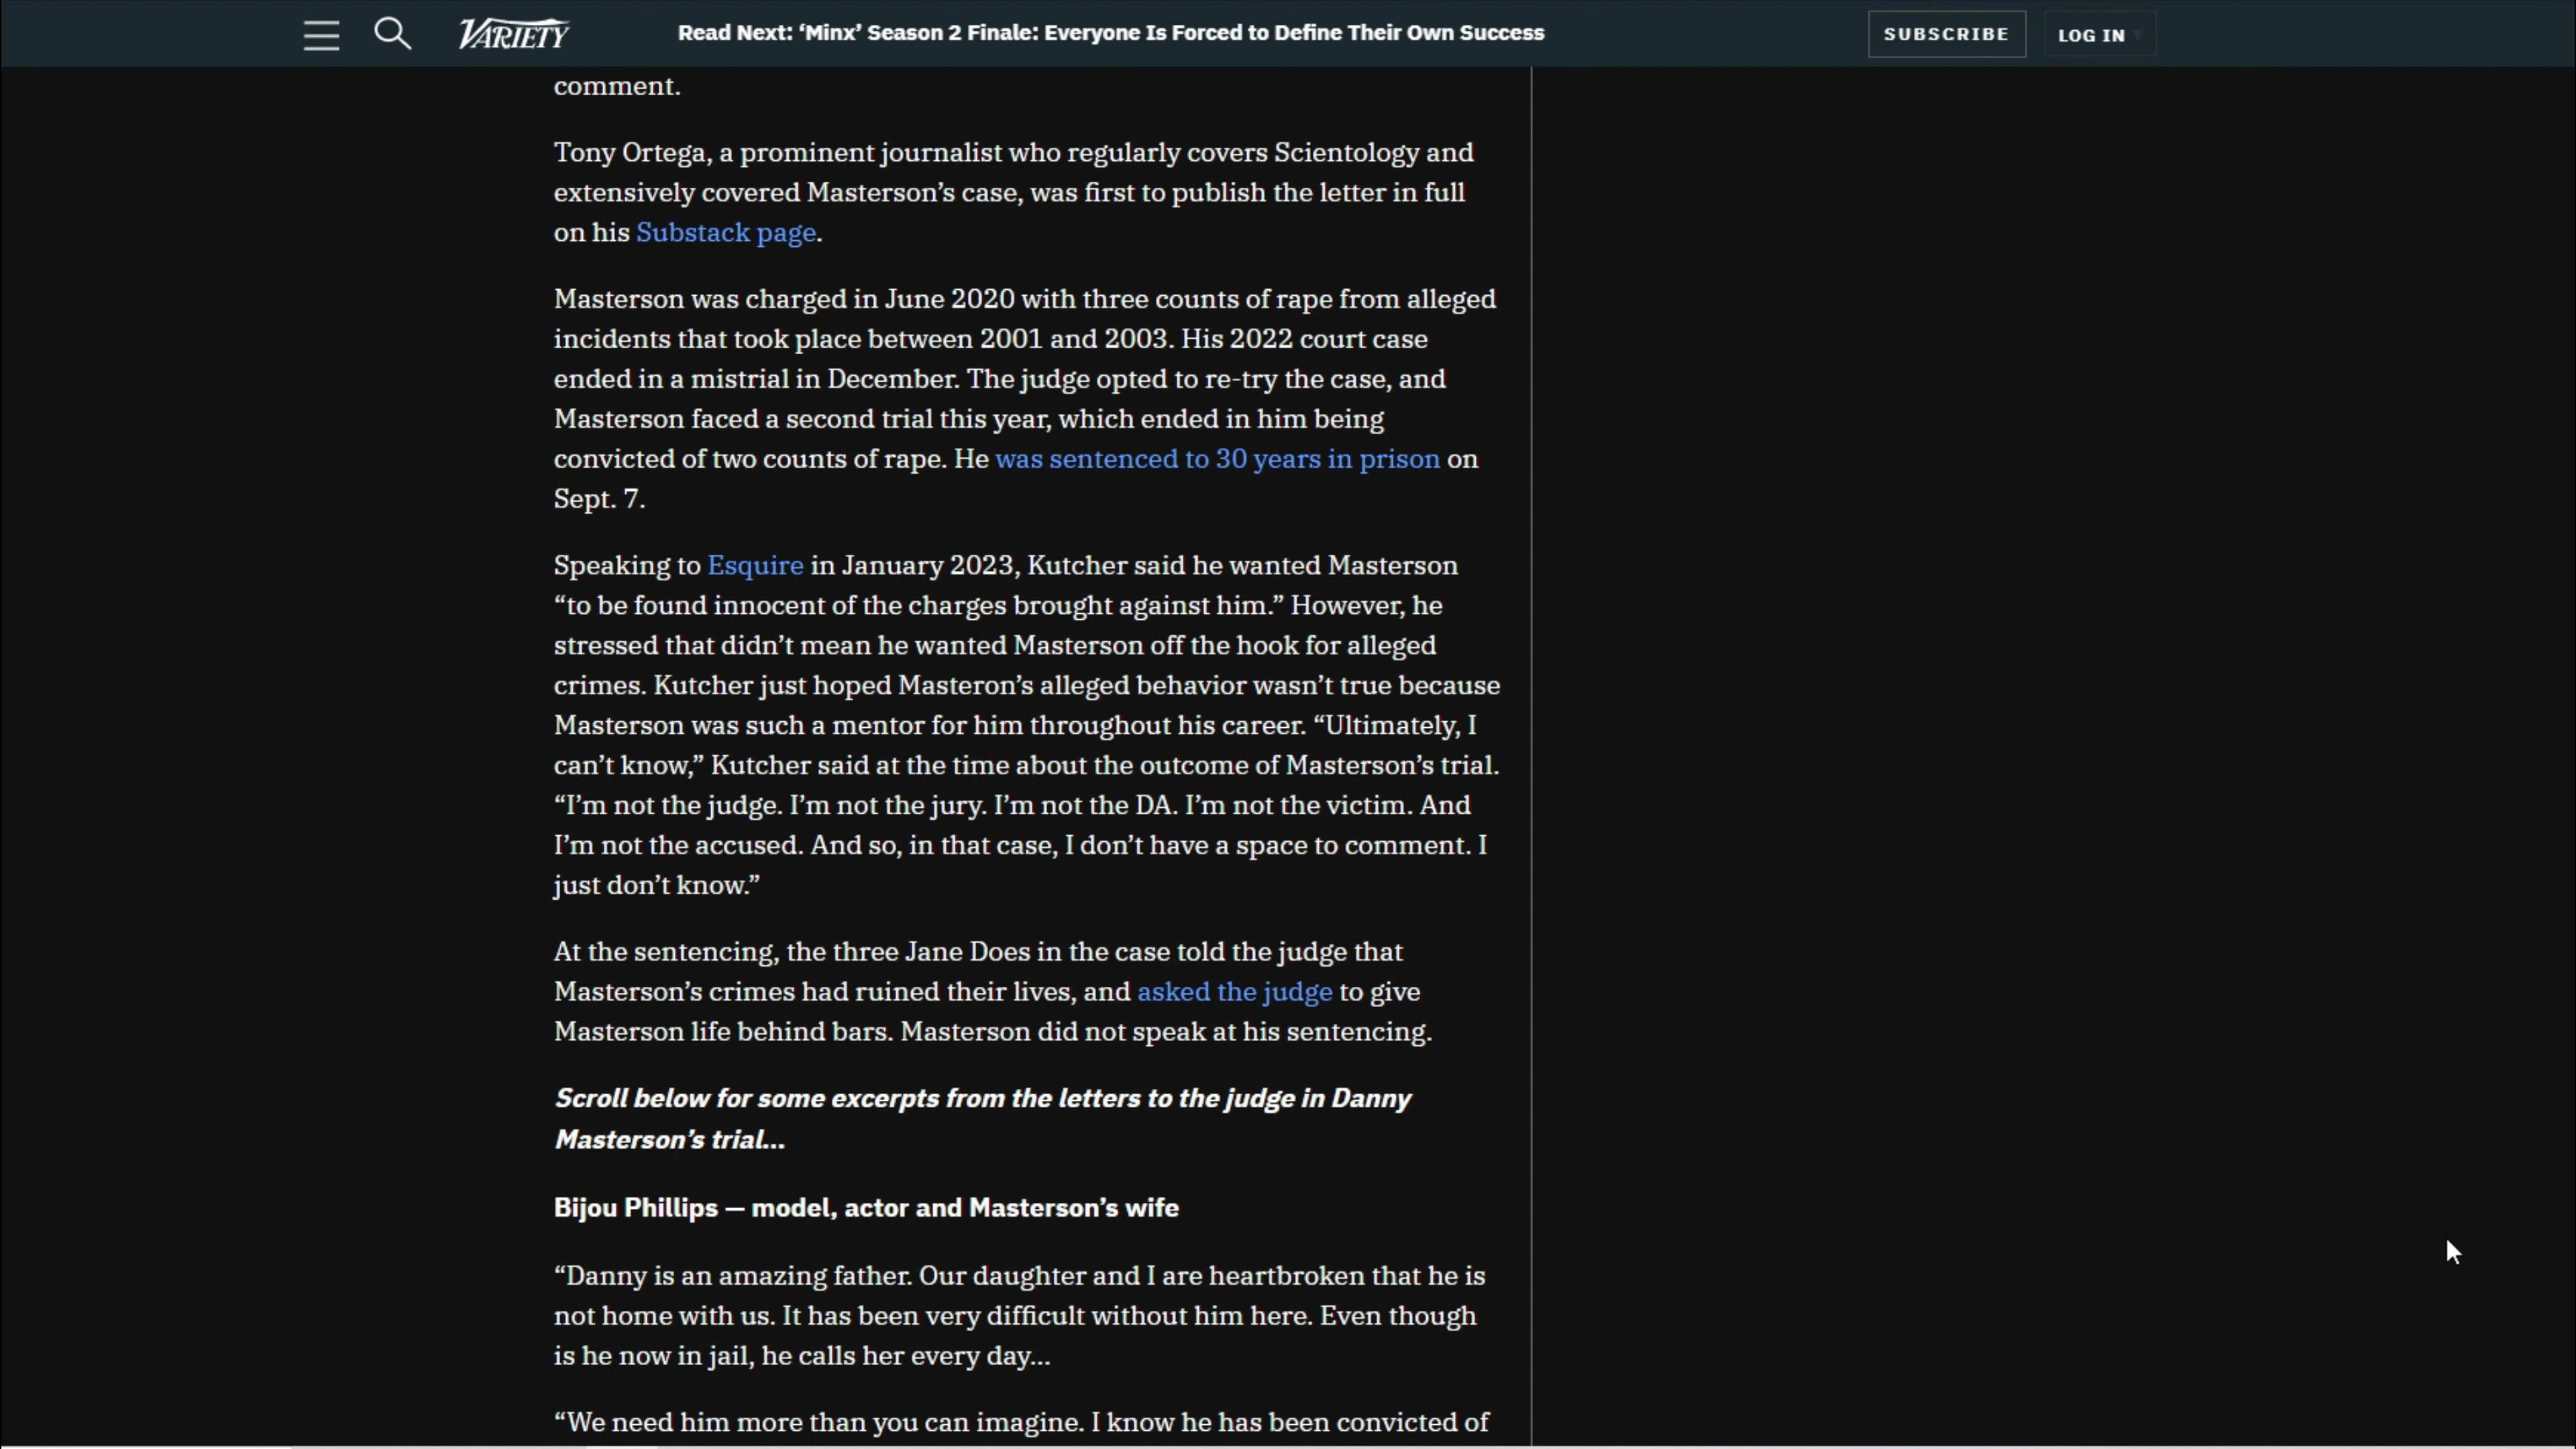 VARIETY
Read Next: ‘Minx’ Season 2 Finale: Everyone Is Forced to Define Their Own Success
SUBSCRIBE
LOG IN
comment.
Tony Ortega, a prominent journalist who regularly covers Scientology and
extensively covered Masterson’s case, was first to publish the letter in full
on his Substack page.
Masterson was charged in June 2020 with three counts of rape from alleged
incidents that took place between 2001 and 2003. His 2022 court case
ended in a mistrial in December. The judge opted to re-try the case, and
Masterson faced a second trial this year, which ended in him being
convicted of two counts of rape. He was sentenced to 30 years in prison on
Sept. 7.
Speaking to Esquire in January 2023, Kutcher said he wanted Masterson
“to be found innocent of the charges brought against him.” However, he
stressed that didn’t mean he wanted Masterson off the hook for alleged
crimes. Kutcher just hoped Masteron’s alleged behavior wasn’t true because
Masterson was such a mentor for him throughout his career. “Ultimately, I
can’t know,” Kutcher said at the time about the outcome of Masterson’s trial.
“I’m not the judge. I’m not the jury. I’m not the DA. I’m not the victim. And
I’m not the accused. And so, in that case, I don’t have a space to comment. I
just don’t know.”
At the sentencing, the three Jane Does in the case told the judge that
Masterson’s crimes had ruined their lives, and asked the judge to give
Masterson life behind bars. Masterson did not speak at his sentencing.
Scroll below for some excerpts from the letters to the judge in Danny
Masterson’s trial…
Bijou Phillips — model, actor and Masterson’s wife
“Danny is an amazing father. Our daughter and I are heartbroken that he is
not home with us. It has been very difficult without him here. Even though
is he now in jail, he calls her every day…
“We need him more than you can imagine. I know he has been convicted of